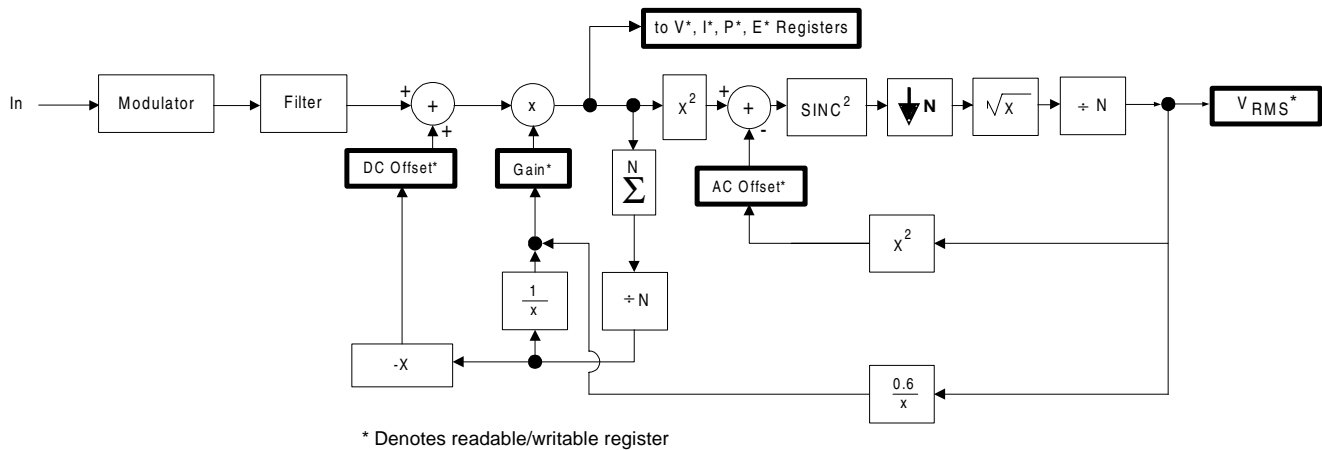 to V*, I*, P*, E* Registers
In
Modulator
Filter
+
+
+
x
X²
+
+
-
SINC²
N
√X
÷ N
V RMS*
DC Offset*
Gain*
N
Σ
AC Offset*
X²
1
x
÷ N
-X
0.6
x
* Denotes readable/writable register